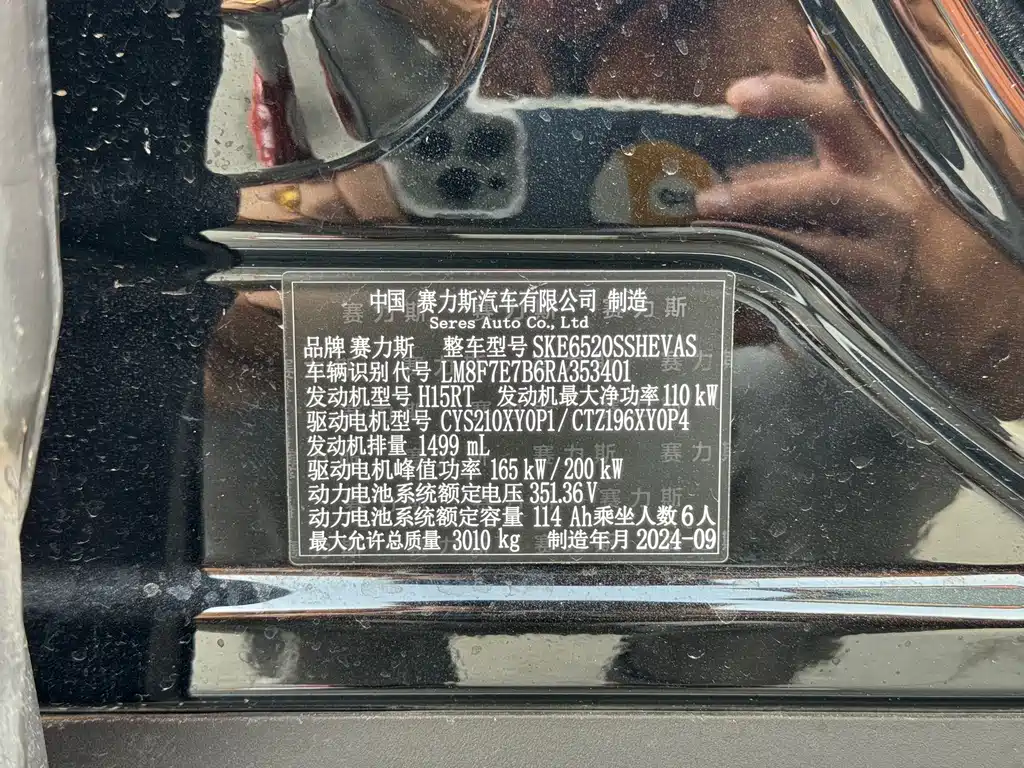 中国 赛力斯汽车有限公司 制造
Seres Auto Co., Ltd
品牌 赛力斯 整车型号 SKE6520SSHEVAS
车辆识别代号 LM8F7E7B6RA353401
发动机型号 H15RT 发动机最大净功率 110 kW
驱动电机型号 CYS210XY0P1/CTZ196XY0P4
发动机排量 1499 mL
驱动电机峰值功率 165 kW/200 kW
动力电池系统额定电压 351.36 V
动力电池系统额定容量 114 Ah 乘坐人数 6 人
最大允许总质量 3010 kg 制造年月 2024-09